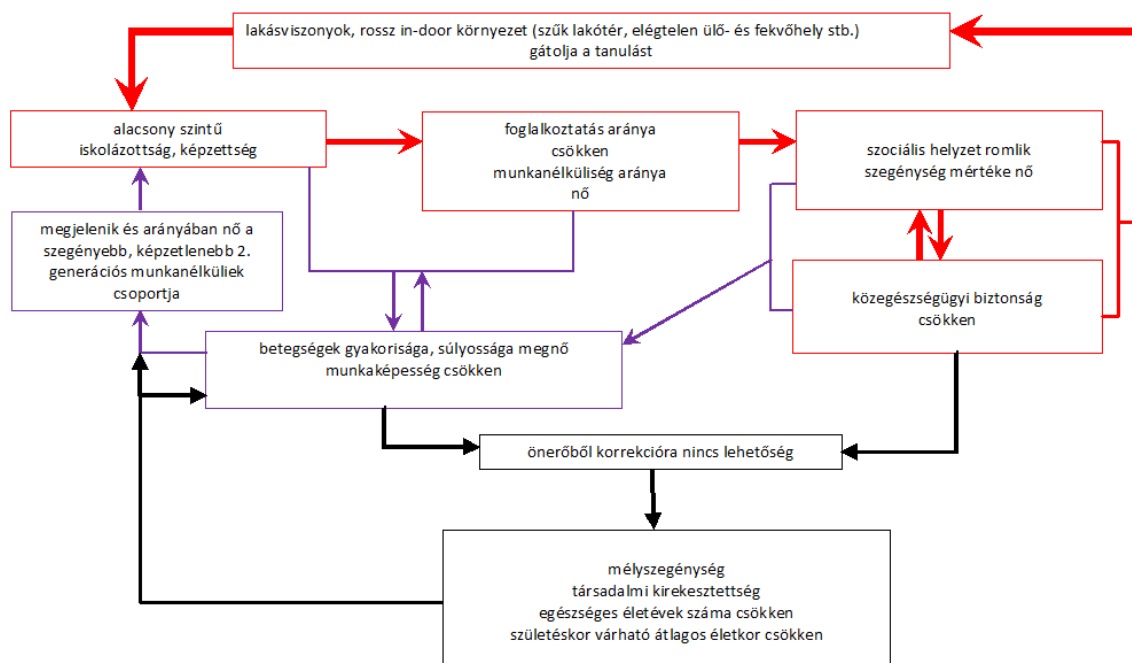 lakásviszonyok, rossz in-door környezet (szűk lakótér, elégtelen ülő- és fekvőhely stb.)
gátolja a tanulást
alacsony szintű
iskolázottság, képzettség
foglalkoztatás aránya
csökken
munkanélküliség aránya
nő
szociális helyzet romlik
szegénység mértéke nő
megjelenik és arányában nő a
szegényebb, képzetlenebb 2.
generációs munkanélküliek
csoportja
közegészségügyi biztonság
csökken
betegségek gyakorisága, súlyossága megnő
munkaképesség csökken
önerőből korrekcióra nincs lehetőség
mélyszegénység
társadalmi kirekesztettség
egészséges életévek száma csökken
születéskor várható átlagos életkor csökken